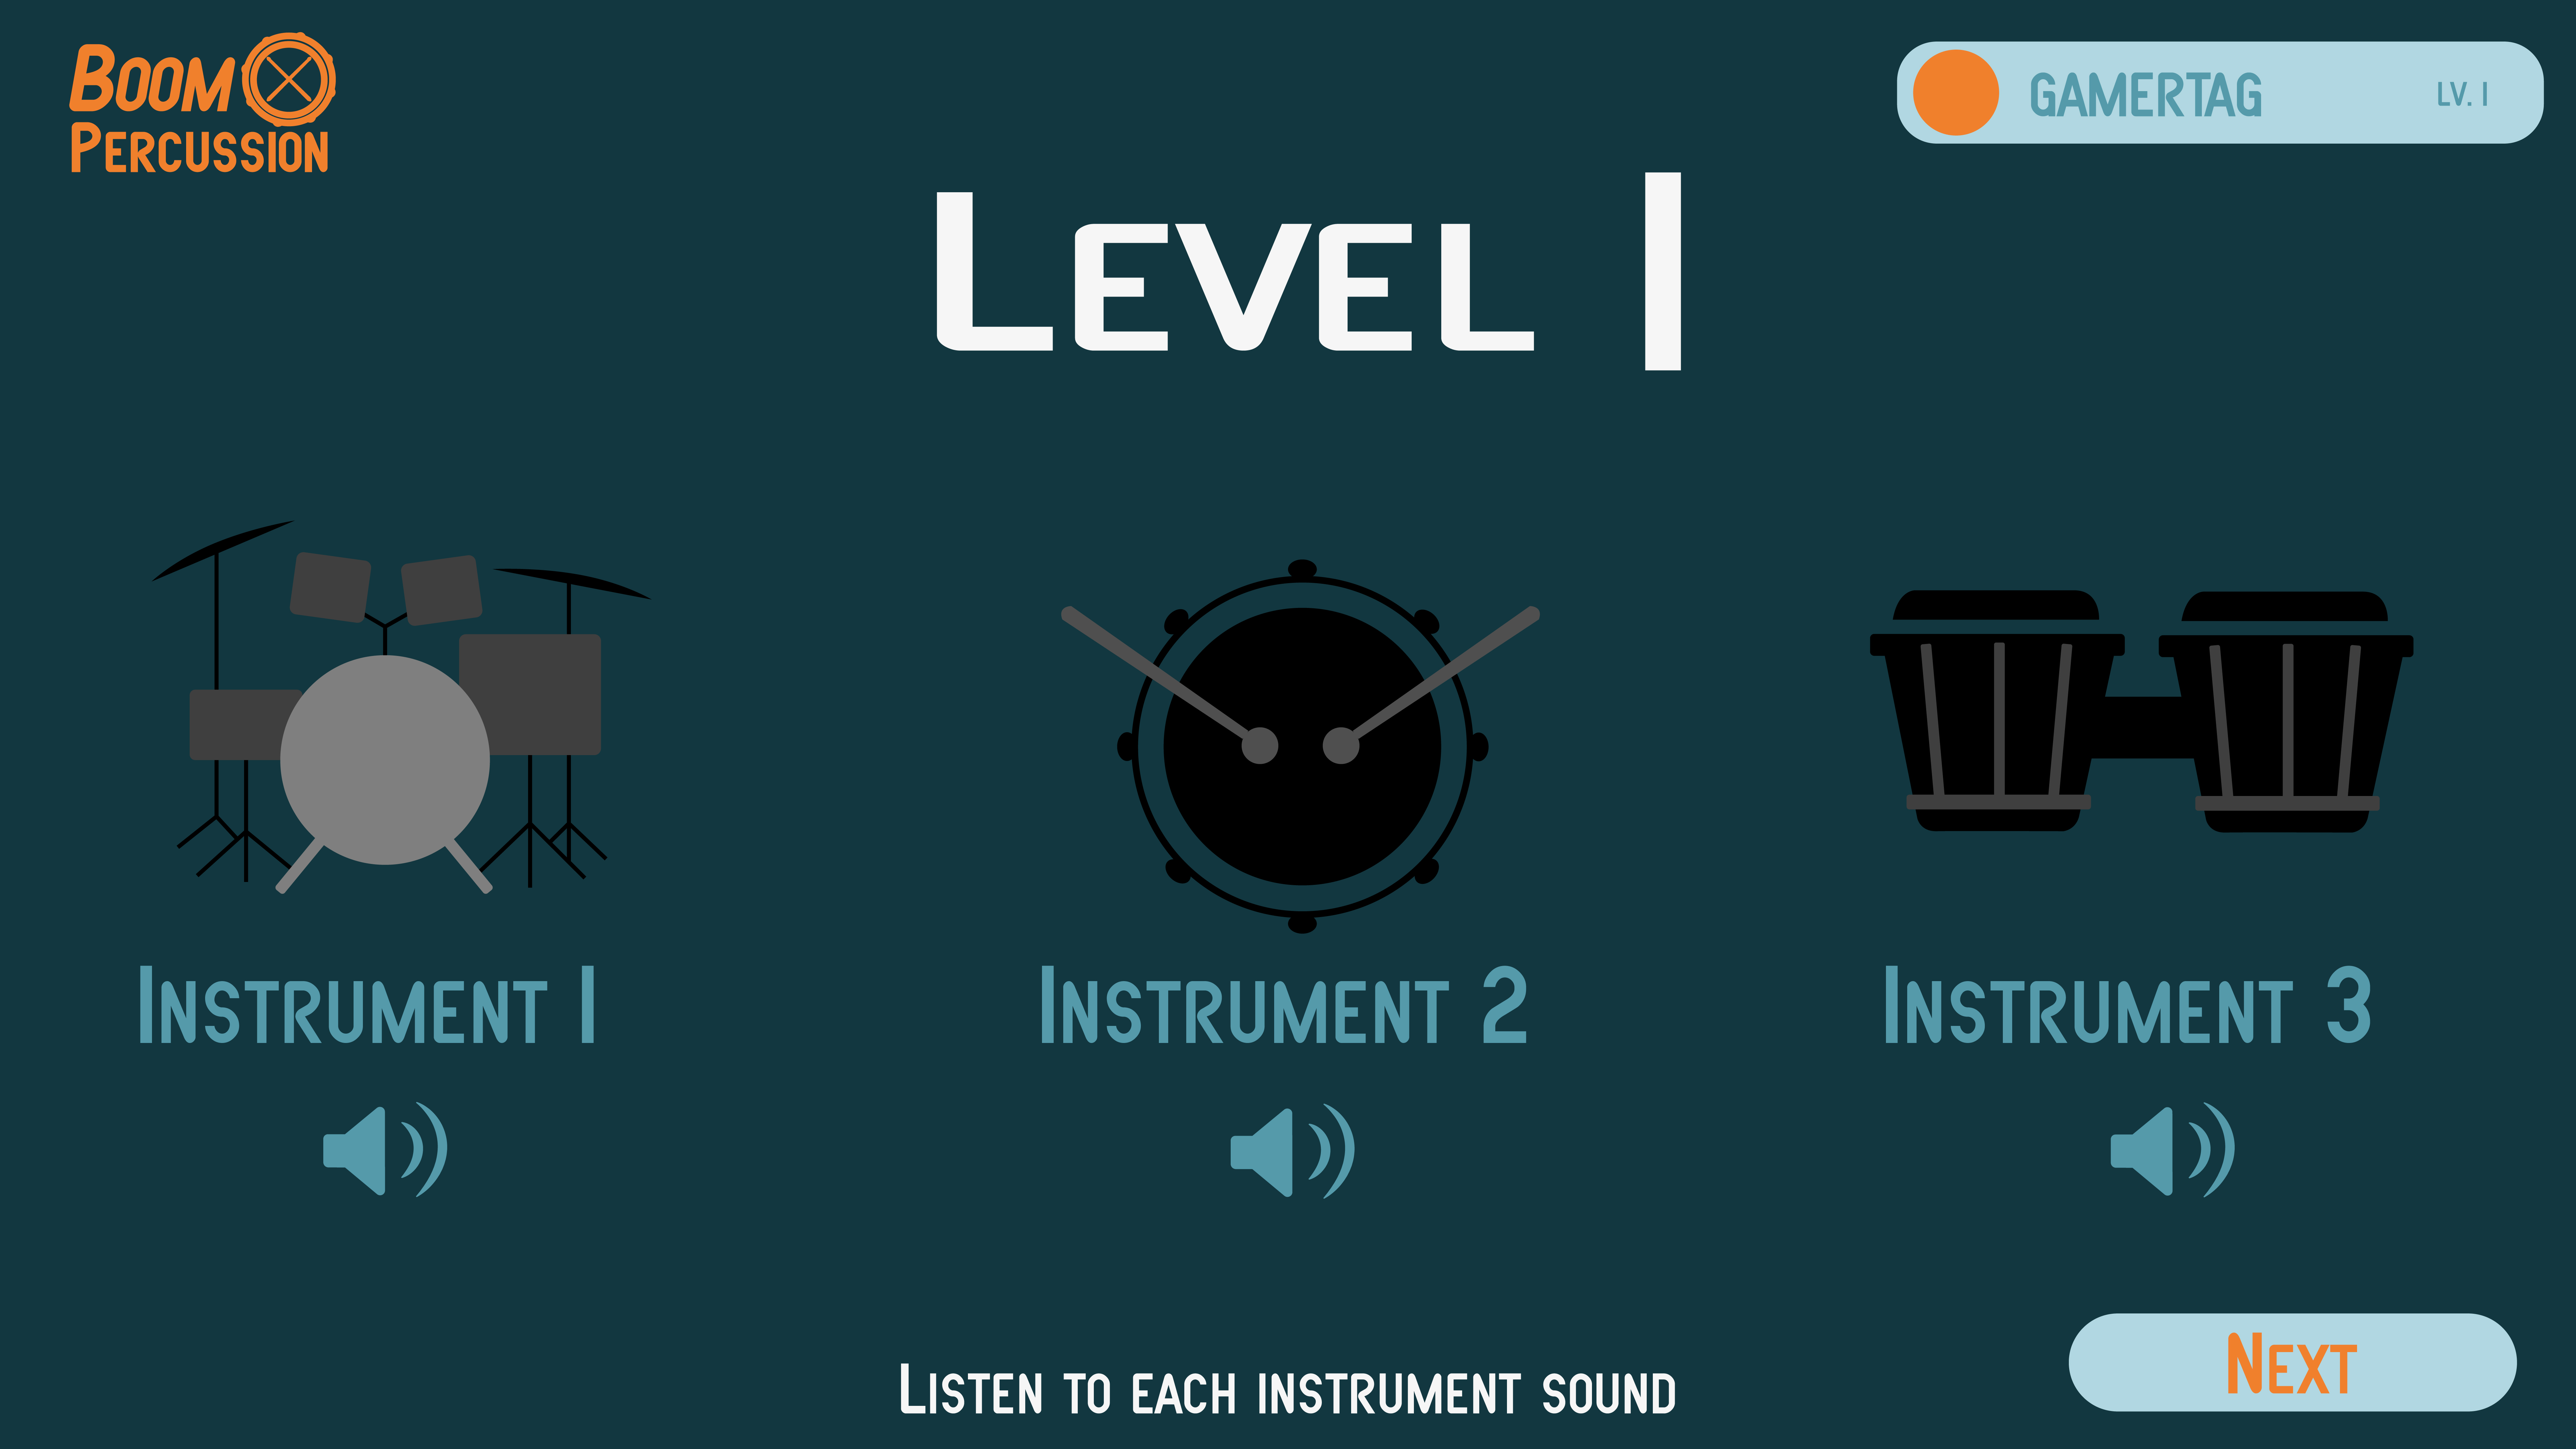 Boom
Percussion
GAMERTAG
LV. 1
Level 1
Instrument 1
Instrument 2
Instrument 3
Listen to each instrument sound
Next